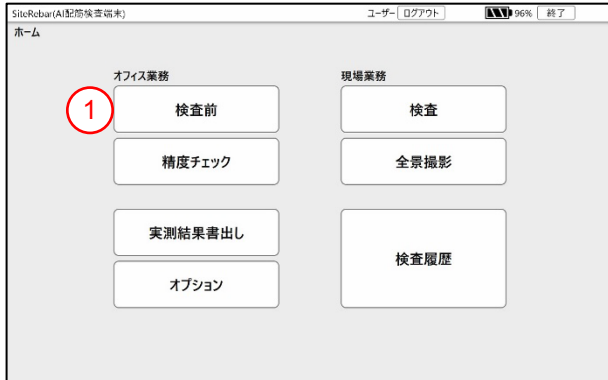 SiteRebar(AI配筋検査端末)
ユーザー ログアウト 96% 終了
ホーム
オフィス業務 現場業務
① 検査前 検査
精度チェック 全景撮影
実測結果書出し
検査履歴
オプション